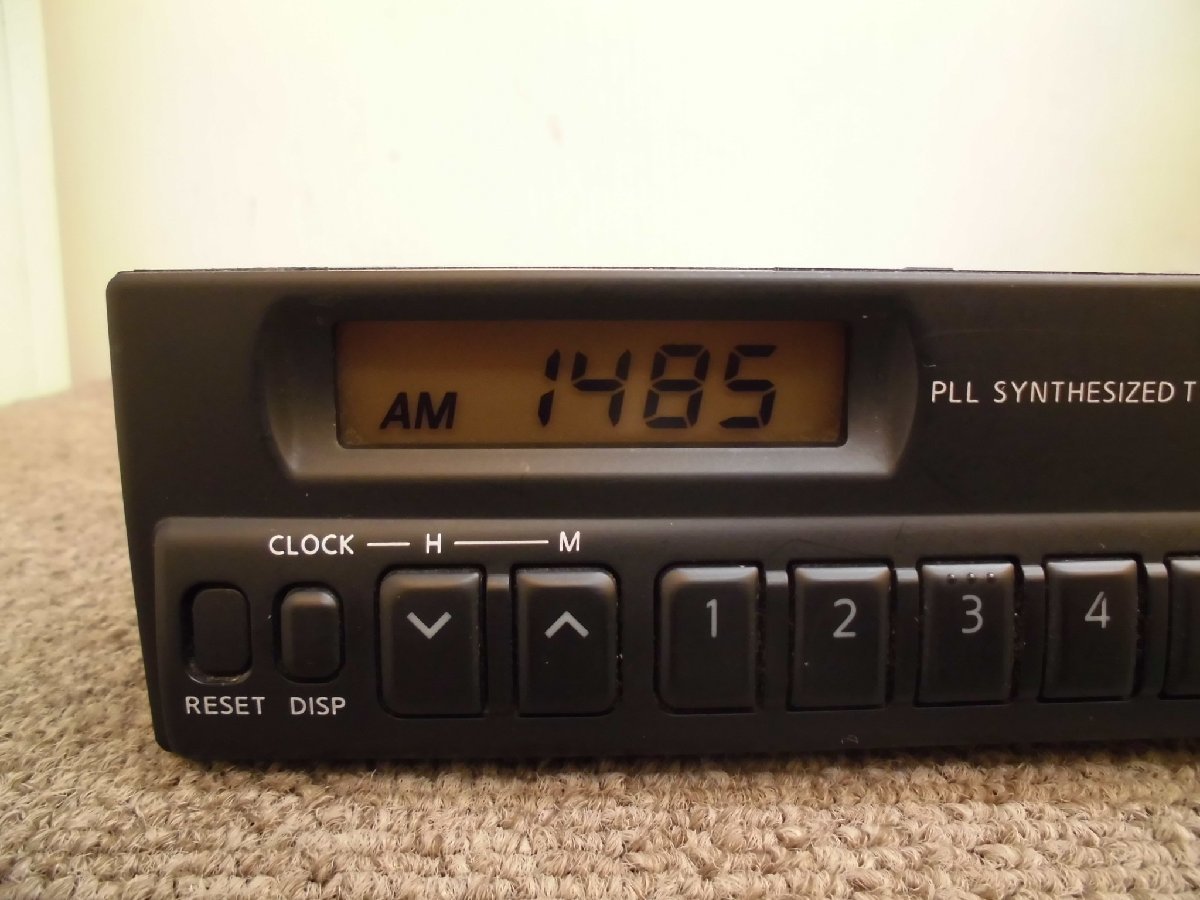 AM 1485
PLL SYNTHESIZED T
CLOCK H M
1 2 3 4
RESET DISP